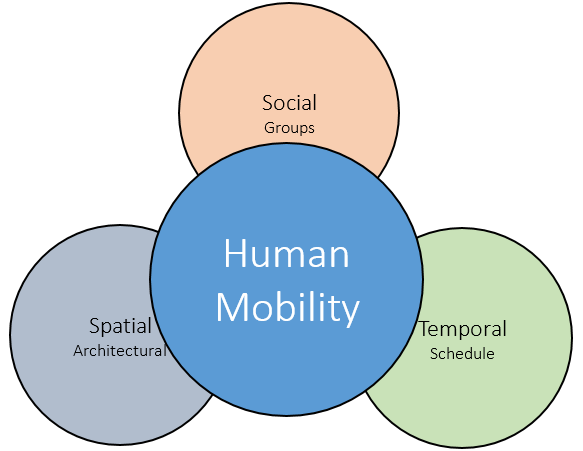 Social
Groups
Human
Mobility
Spatial
Architectural
Temporal
Schedule